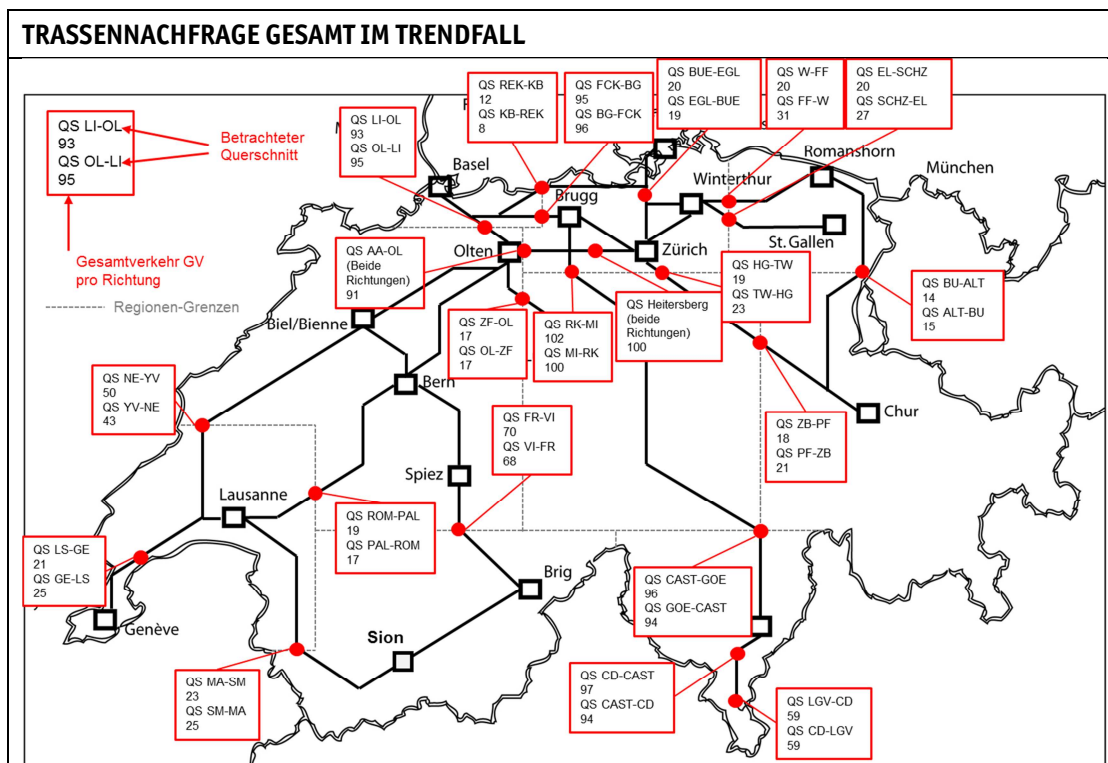 TRASSENNACHFRAGE GESAMT IM TRENDFALL
QS LI-OL
93
QS OL-LI
95
Betrachteter
Querschnitt
Gesamtverkehr GV
pro Richtung
Regionen-Grenzen
QS LI-OL
93
QS OL-LI
95
QS REK-KB
12
QS KB-REK
8
QS FCK-BG
95
QS BG-FCK
96
QS BUE-EGL
20
QS EGL-BUE
19
QS W-FF
20
QS FF-W
31
QS EL-SCHZ
20
QS SCHZ-EL
27
Basel
Brugg
Winterthur
Romanshorn
München
Olten
Zürich
St.Gallen
QS AA-OL
(Beide
Richtungen)
91
QS ZF-OL
17
QS OL-ZF
17
QS RK-MI
102
QS MI-RK
100
QS Heitersberg
(beide
Richtungen)
100
QS HG-TW
19
QS TW-HG
23
QS BU-ALT
14
QS ALT-BU
15
Biel/Bienne
Bern
QS NE-YV
50
QS YV-NE
43
QS FR-VI
70
QS VI-FR
68
QS ZB-PF
18
QS PF-ZB
21
Chur
Spiez
Lausanne
QS ROM-PAL
19
QS PAL-ROM
17
QS LS-GE
21
QS GE-LS
25
Genève
Brig
Sion
QS CAST-GOE
96
QS GOE-CAST
94
QS MA-SM
23
QS SM-MA
25
QS CD-CAST
97
QS CAST-CD
94
QS LGV-CD
59
QS CD-LGV
59